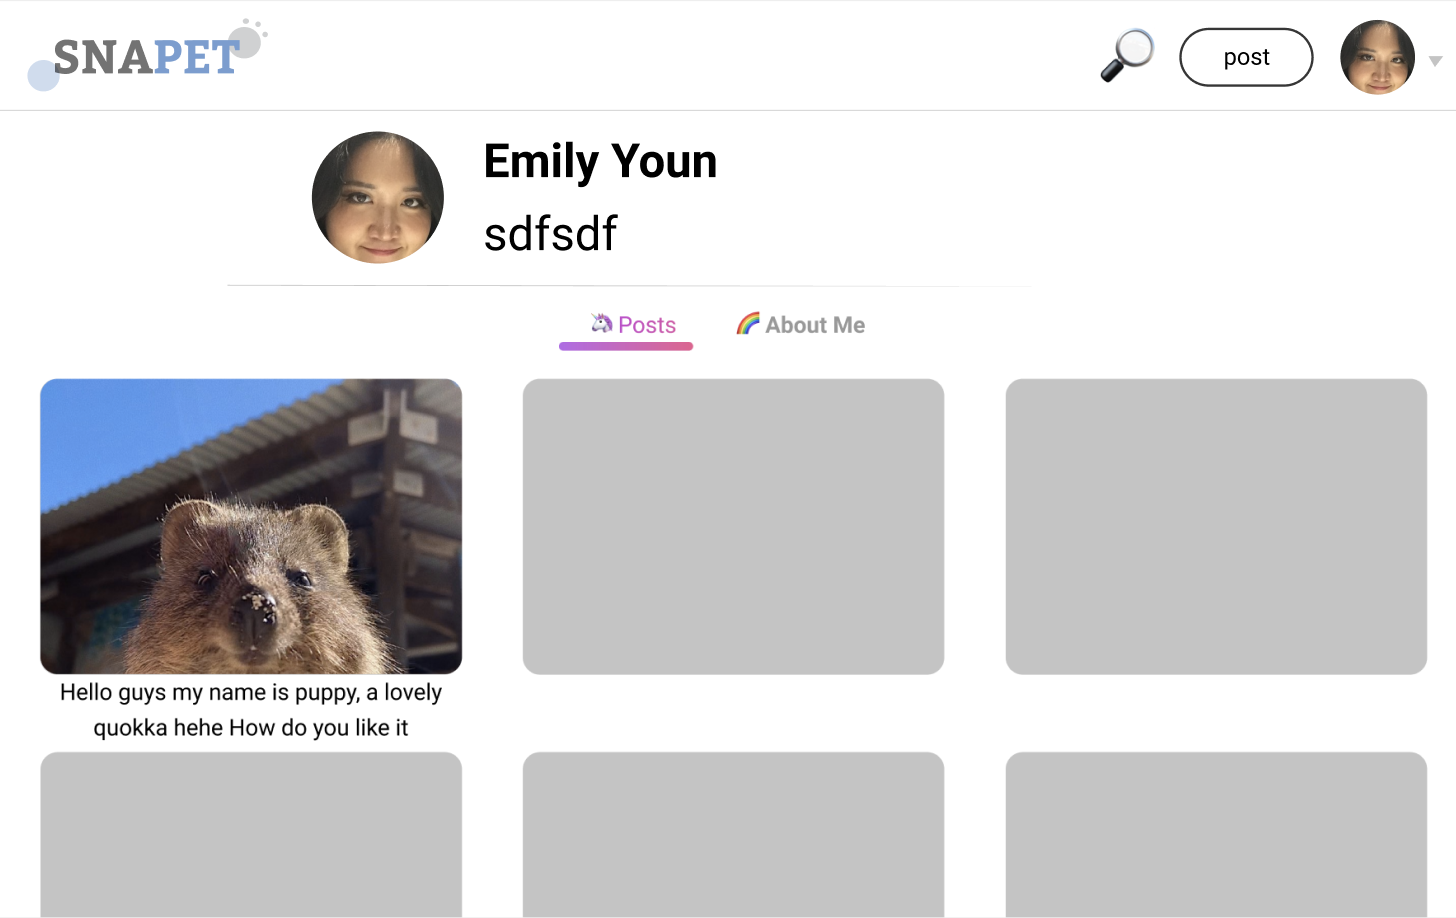 SNAPET
post
Emily Youn
sdfsdf
Posts
About Me
Hello guys my name is puppy, a lovely
quokka hehe How do you like it